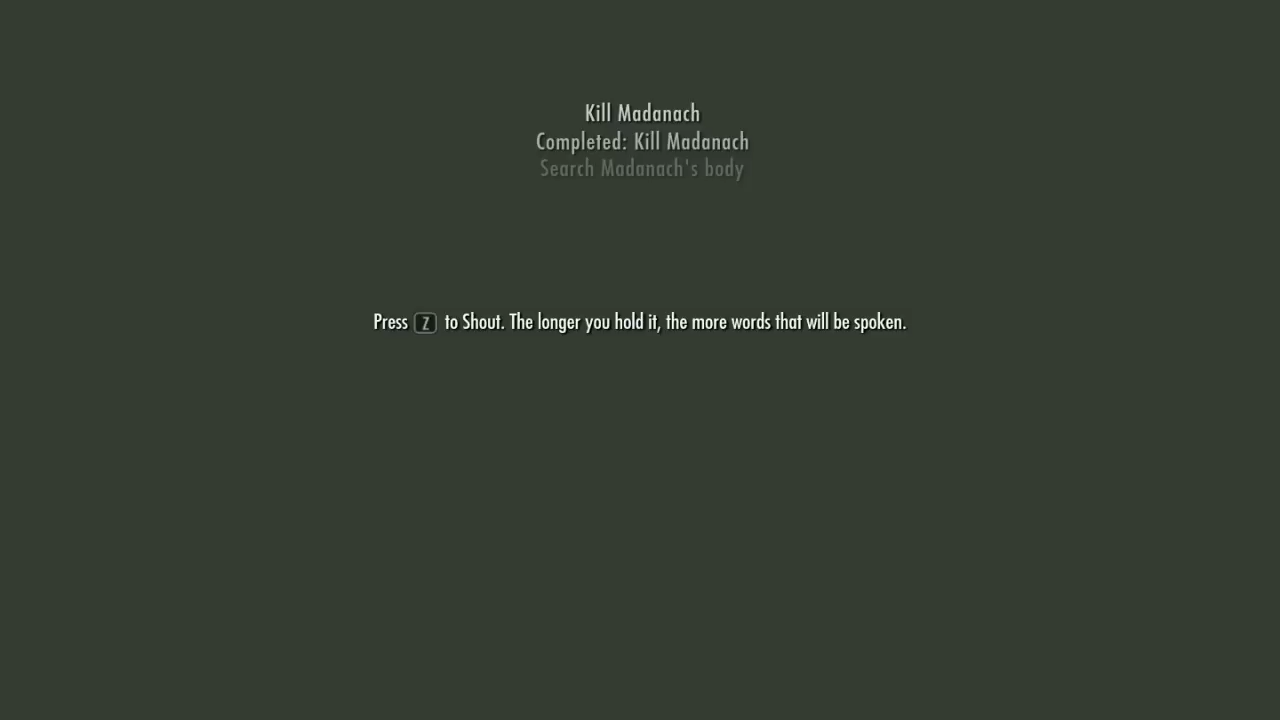 Kill Madanach
Completed: Kill Madanach
Search Madanach's body
Press Z to Shout. The longer you hold it, the more words that will be spoken.